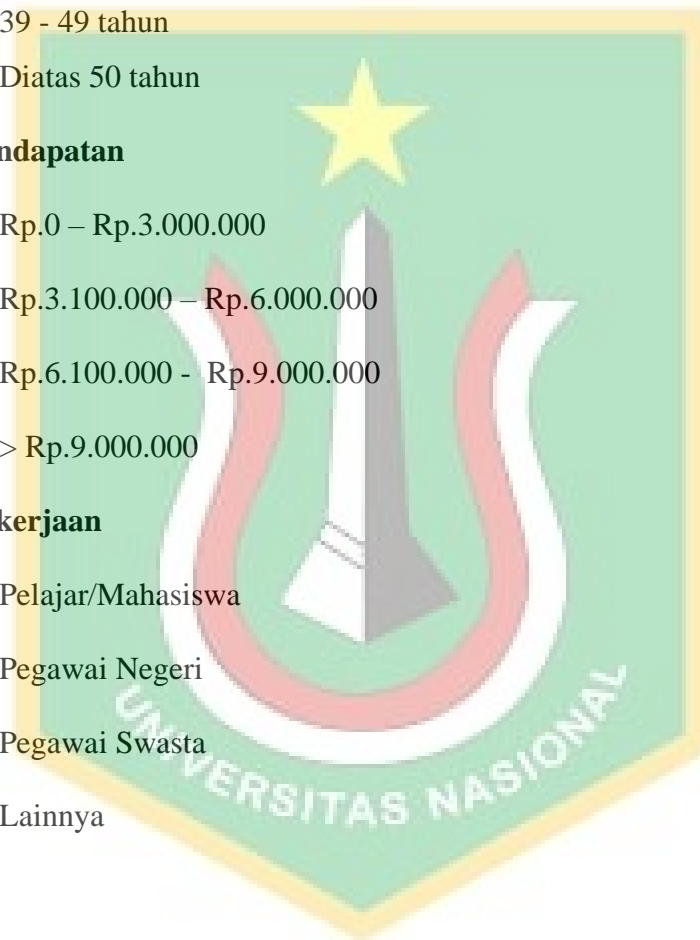 39 - 49 tahun
Diatas 50 tahun
ndapatan
Rp.0 – Rp.3.000.000
Rp.3.100.000 – Rp.6.000.000
Rp.6.100.000 - Rp.9.000.000
> Rp.9.000.000
kerjaan
Pelajar/Mahasiswa
Pegawai Negeri
Pegawai Swasta
Lainnya
UNIVERSITAS NASIONAL